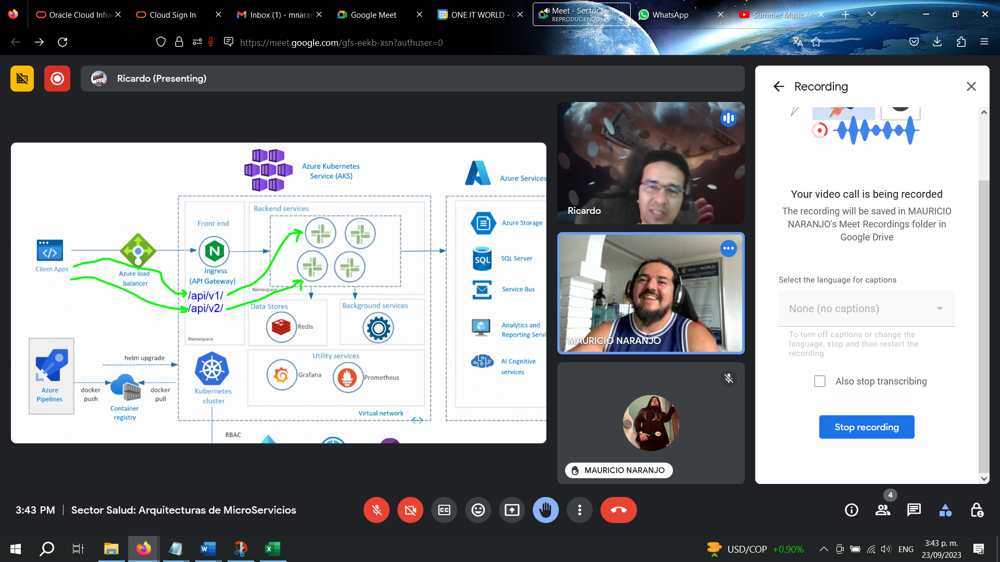 Oracle Cloud Infra
Cloud Sign In
Inbox (1) - mnaran
Google Meet
23
ONE IT WORLD - C
Meet - Sector Sal
REPRODUCIENDO
WhatsApp
Summer Music M
https://meet.google.com/gfs-eekb-xsn?authuser=0
Ricardo (Presenting)
Azure Kubernetes
Service (AKS)
Azure Services
Backend services
Front end
Client Apps
Azure load
balancer
N
Ingress
(API Gateway)
/api/v1/
/api/v2/
Namespace
Namespace
Data Stores
Redis
Background services
Utility services
Grafana
Prometheus
Virtual network
Azure Storage
SQL
SQL Server
Service Bus
Analytics and
Reporting Servi
AI Cognitive
services
Azure
Pipelines
helm upgrade
docker
push
docker
pull
Container
registry
Kubernetes
cluster
RBAC
Ricardo
ONE IT WORLD
MAURICIO NARANJO
MAURICIO NARANJO
Recording
Your video call is being recorded
The recording will be saved in MAURICIO
NARANJO's Meet Recordings folder in
Google Drive
Select the language for captions
None (no captions)
To turn off captions or change the
language, stop and then restart the
recording
Also stop transcribing
Stop recording
3:43 PM
Sector Salud: Arquitecturas de MicroServicios
4
USD/COP +0.90%
ENG
3:43 p. m.
23/09/2023